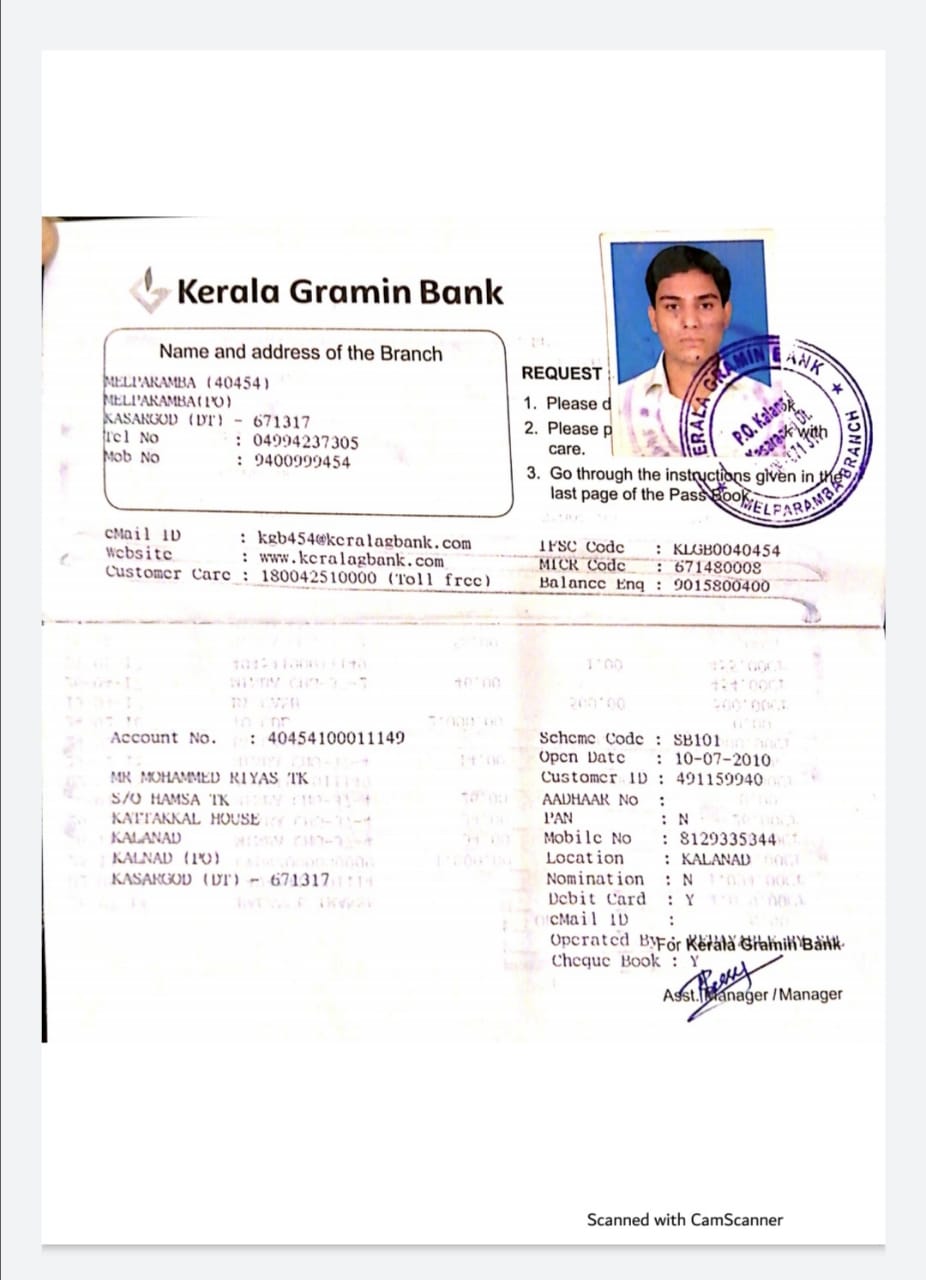 Kerala Gramin Bank
Name and address of the Branch
MELPARAMBA (40454)
MELPARAMBA(PO)
KASARGOD (DT) - 671317
Tel No : 04994237305
Mob No : 9400999454
REQUEST
1. Please d
2. Please p k with
care.
3. Go through the instructions given in the
last page of the Pass Book
KERALA GRAMIN BANK ★
P.O. Kalanad
Kasaragod Dt.
MELPARAMBA BRANCH ★
eMail ID : kgb454@keralagbank.com
Website : www.keralagbank.com
Customer Care : 180042510000 (Toll free)
IFSC Code : KLGB0040454
MICR Code : 671480008
Balance Enq : 9015800400
Account No. : 40454100011149
MR MOHAMMED RIYAS TK
S/O HAMSA TK
KATTAKKAL HOUSE
KALANAD
KALNAD (PO)
KASARGOD (DT) - 671317
Scheme Code : SB101
Open Date : 10-07-2010
Customer ID : 491159940
AADHAAR No :
PAN : N
Mobile No : 8129335344
Location : KALANAD
Nomination : N
Debit Card : Y
eMail ID :
Operated By
For Kerala Gramin Bank
Cheque Book : Y
Asst. Manager / Manager
Scanned with CamScanner